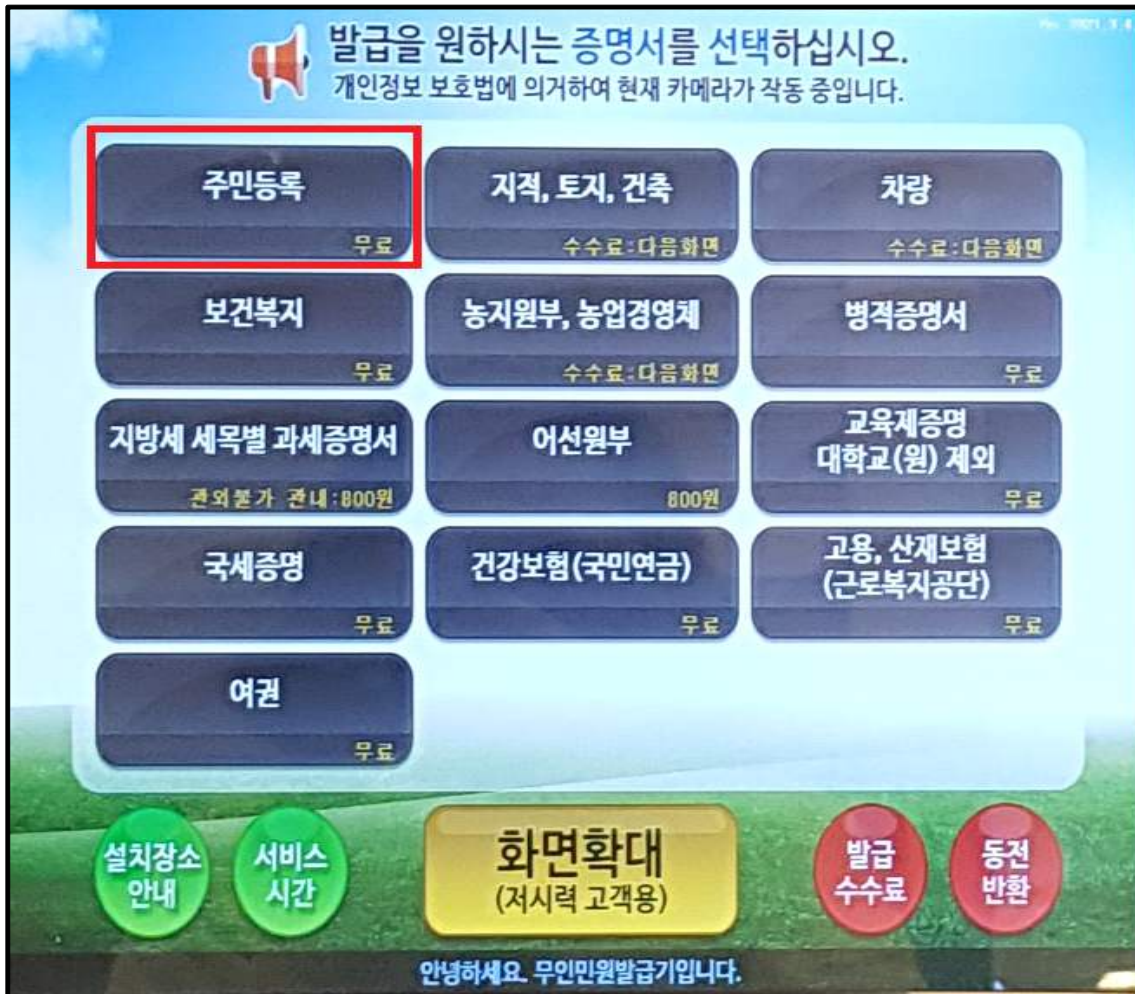 발급을 원하시는 증명서를 선택하십시오.
개인정보 보호법에 의거하여 현재 카메라가 작동 중입니다.
주민등록
무료
지적, 토지, 건축
수수료:다음화면
차량
수수료:다음화면
보건복지
무료
농지원부, 농업경영체
수수료:다음화면
병적증명서
무료
지방세 세목별 과세증명서
관외불가 관내:800원
어선원부
800원
교육제증명
대학교(원) 제외
무료
국세증명
무료
건강보험(국민연금)
무료
고용, 산재보험
(근로복지공단)
무료
여권
무료
설치장소
안내
서비스
시간
화면확대
(저시력 고객용)
발급
수수료
동전
반환
안녕하세요. 무인민원발급기입니다.